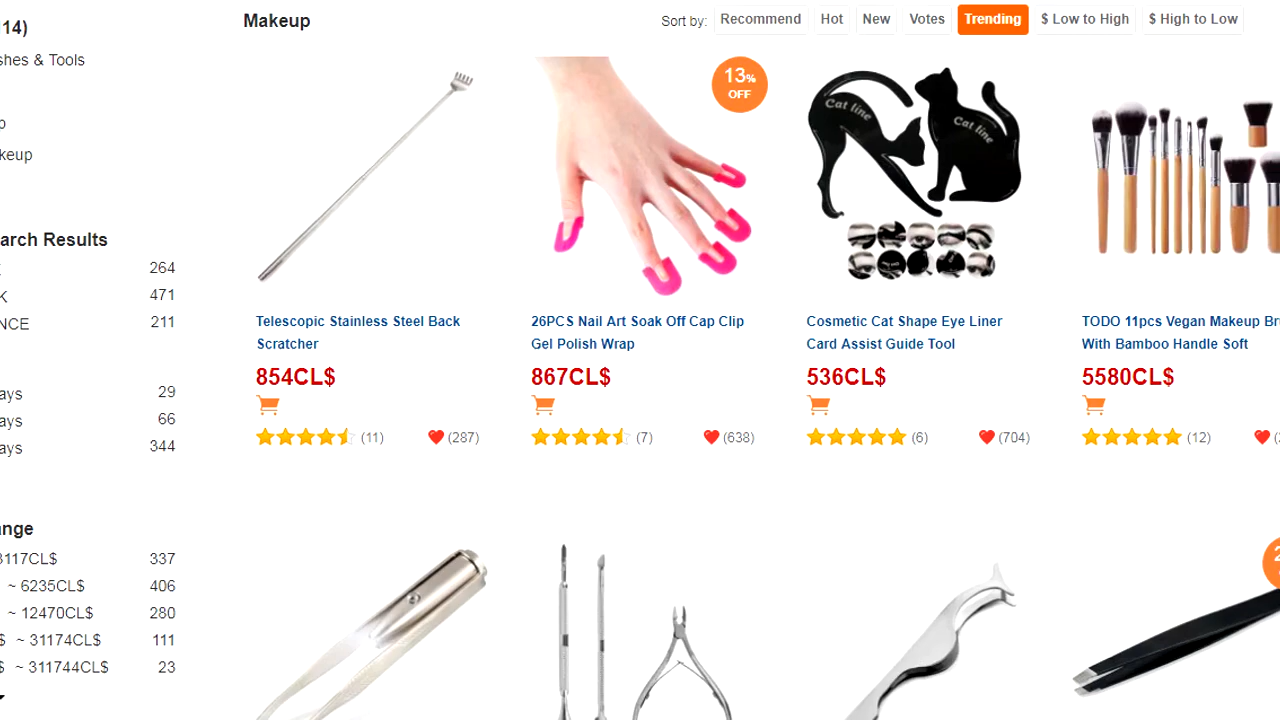 Makeup
Sort by: Recommend Hot New Votes Trending $ Low to High $ High to Low
14)
shes & Tools
o
keup
arch Results
264
K 471
NCE 211
ays 29
ays 66
ays 344
ange
3117CL$ 337
~ 6235CL$ 406
~ 12470CL$ 280
$ ~ 31174CL$ 111
$ ~ 311744CL$ 23
13% OFF
Cat line
Cat line
Telescopic Stainless Steel Back
Scratcher
854CL$
(11) (287)
26PCS Nail Art Soak Off Cap Clip
Gel Polish Wrap
867CL$
(7) (638)
Cosmetic Cat Shape Eye Liner
Card Assist Guide Tool
536CL$
(6) (704)
TODO 11pcs Vegan Makeup Bru
With Bamboo Handle Soft
5580CL$
(12)